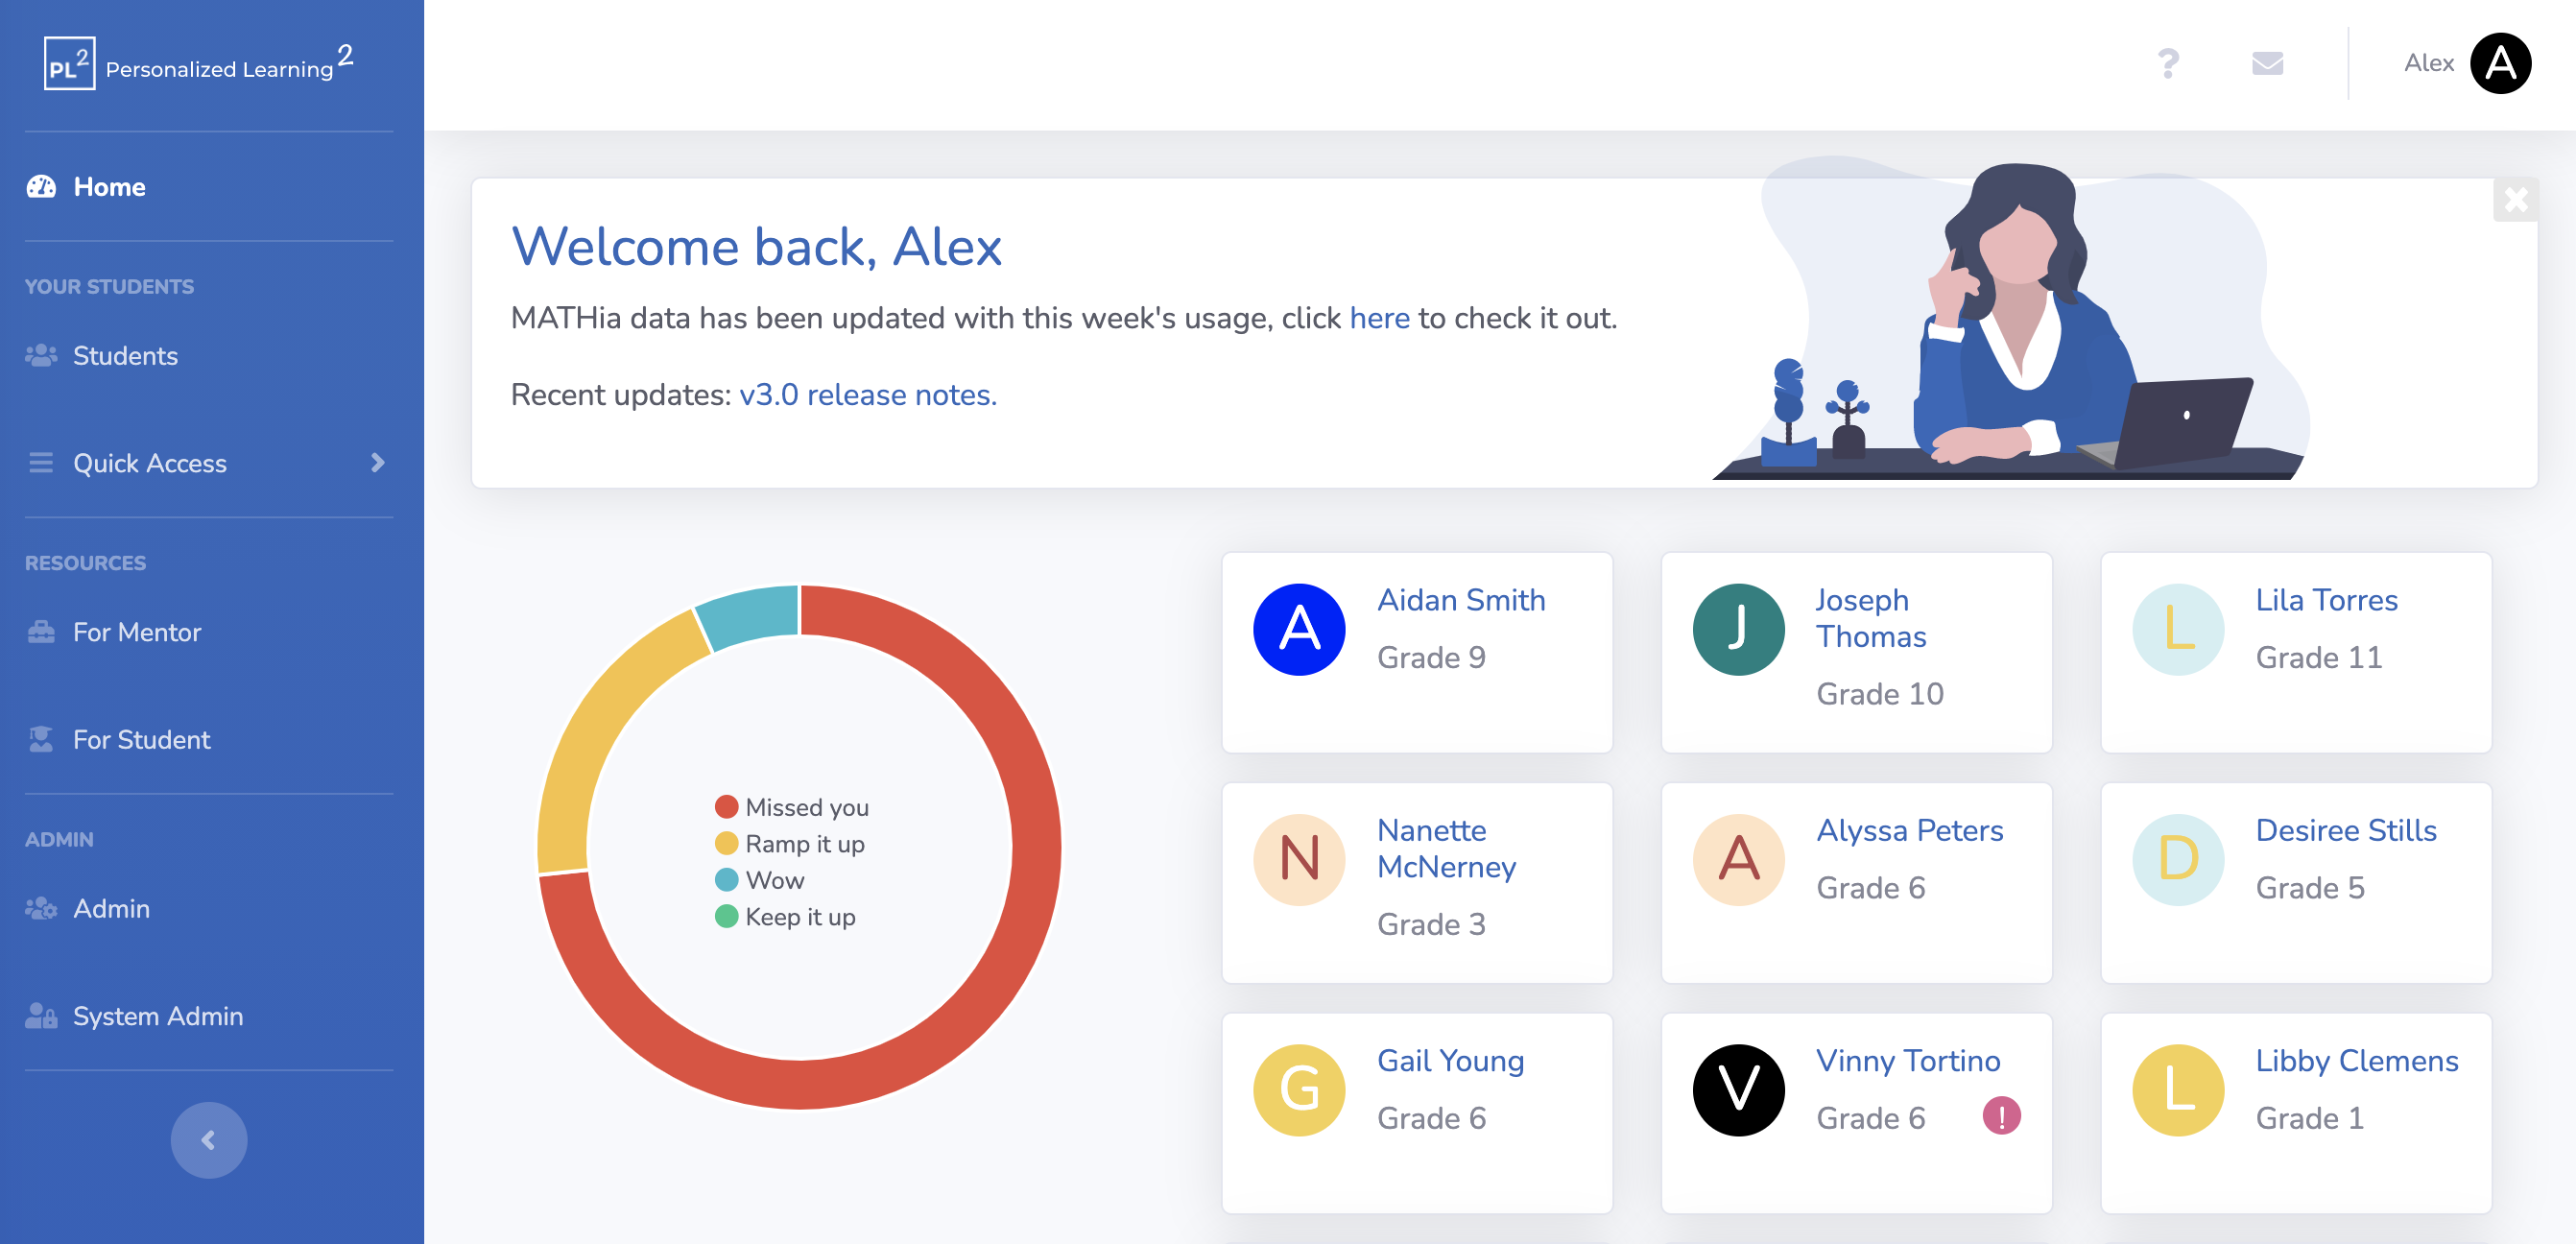 PL2 Personalized Learning2
Alex A
Home
YOUR STUDENTS
Students
Quick Access
RESOURCES
For Mentor
For Student
ADMIN
Admin
System Admin
Welcome back, Alex
MATHia data has been updated with this week's usage, click here to check it out.
Recent updates: v3.0 release notes.
Missed you
Ramp it up
Wow
Keep it up
A
Aidan Smith
Grade 9
J
Joseph
Thomas
Grade 10
L
Lila Torres
Grade 11
N
Nanette
McNerney
Grade 3
A
Alyssa Peters
Grade 6
D
Desiree Stills
Grade 5
G
Gail Young
Grade 6
V
Vinny Tortino
Grade 6
L
Libby Clemens
Grade 1